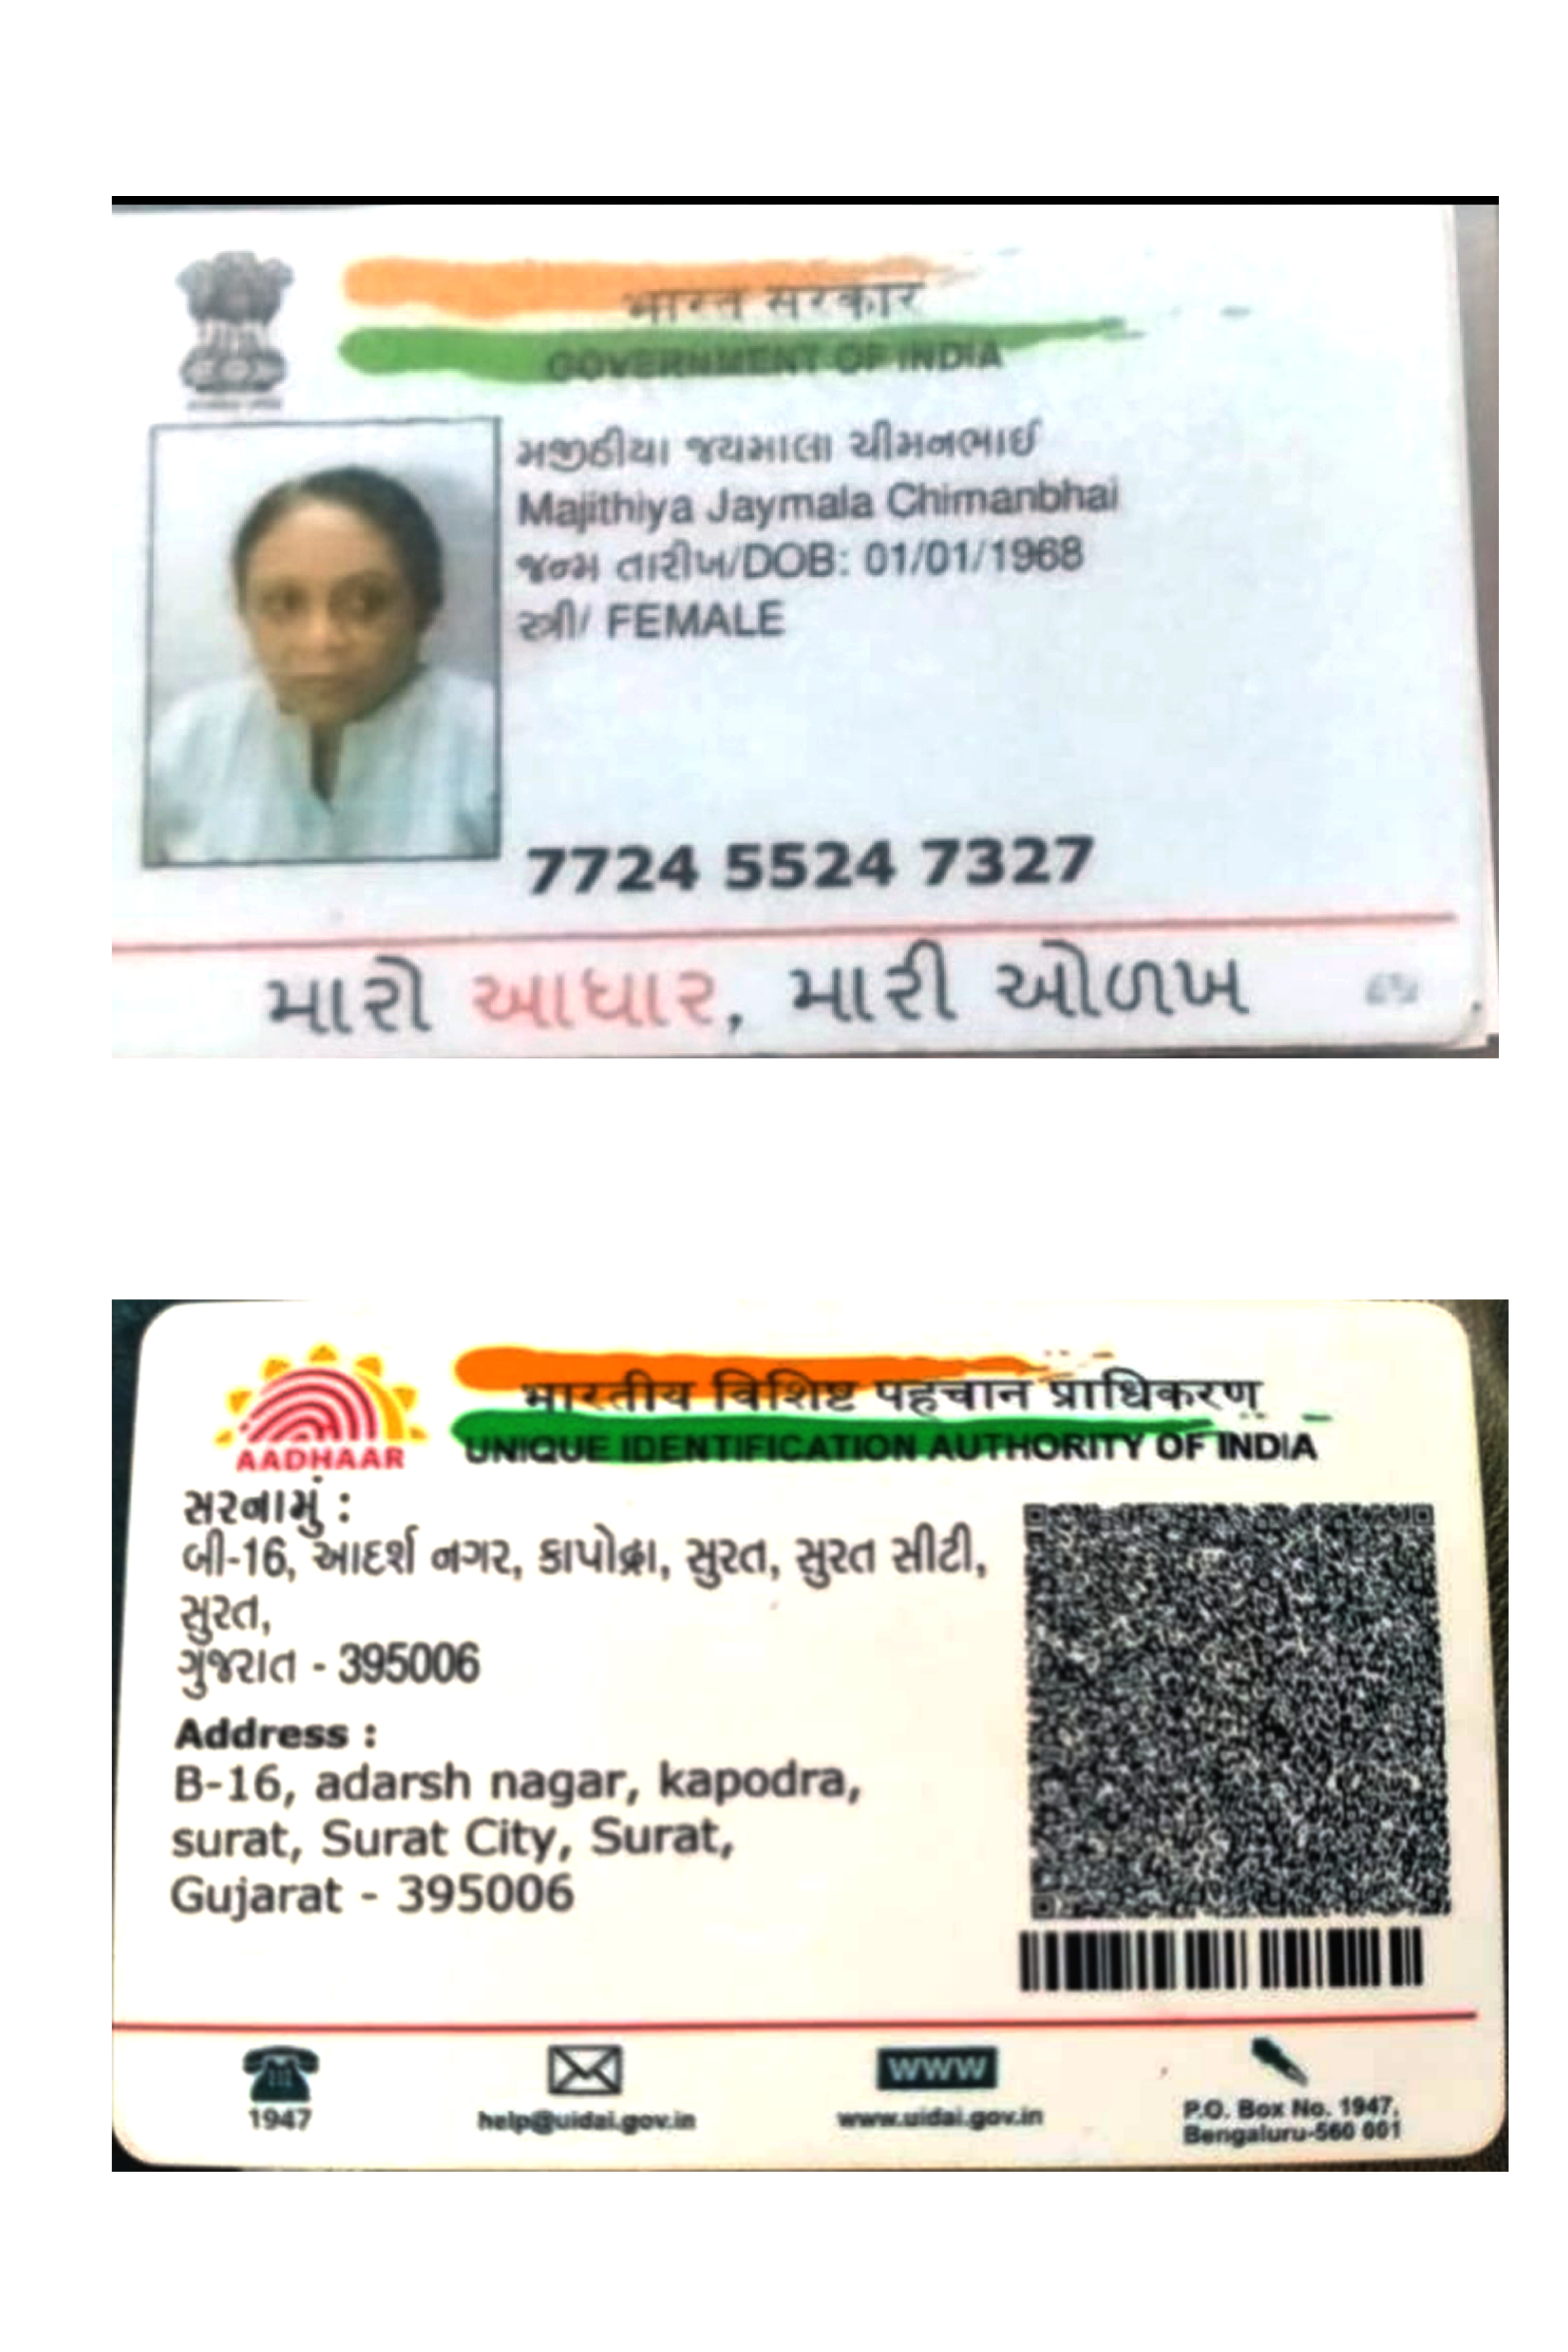 भारत सरकार
GOVERNMENT OF INDIA
મજીઠીયા જયમાલા ચીમનભાઈ
Majithiya Jaymala Chimanbhai
જન્મ તારીખ/DOB: 01/01/1968
સ્ત્રી/ FEMALE
7724 5524 7327
મારો આધાર, મારી ઓળખ
भारतीय विशिष्ट पहचान प्राधिकरण
UNIQUE IDENTIFICATION AUTHORITY OF INDIA
AADHAAR
સરનામું :
બી-16, આદર્શ નગર, કાપોદ્રા, સુરત, સુરત સીટી,
સુરત,
ગુજરાત - 395006
Address :
B-16, adarsh nagar, kapodra,
surat, Surat City, Surat,
Gujarat - 395006
1947
help@uidai.gov.in
WWW
www.uidai.gov.in
P.O. Box No. 1947,
Bengaluru-560 001